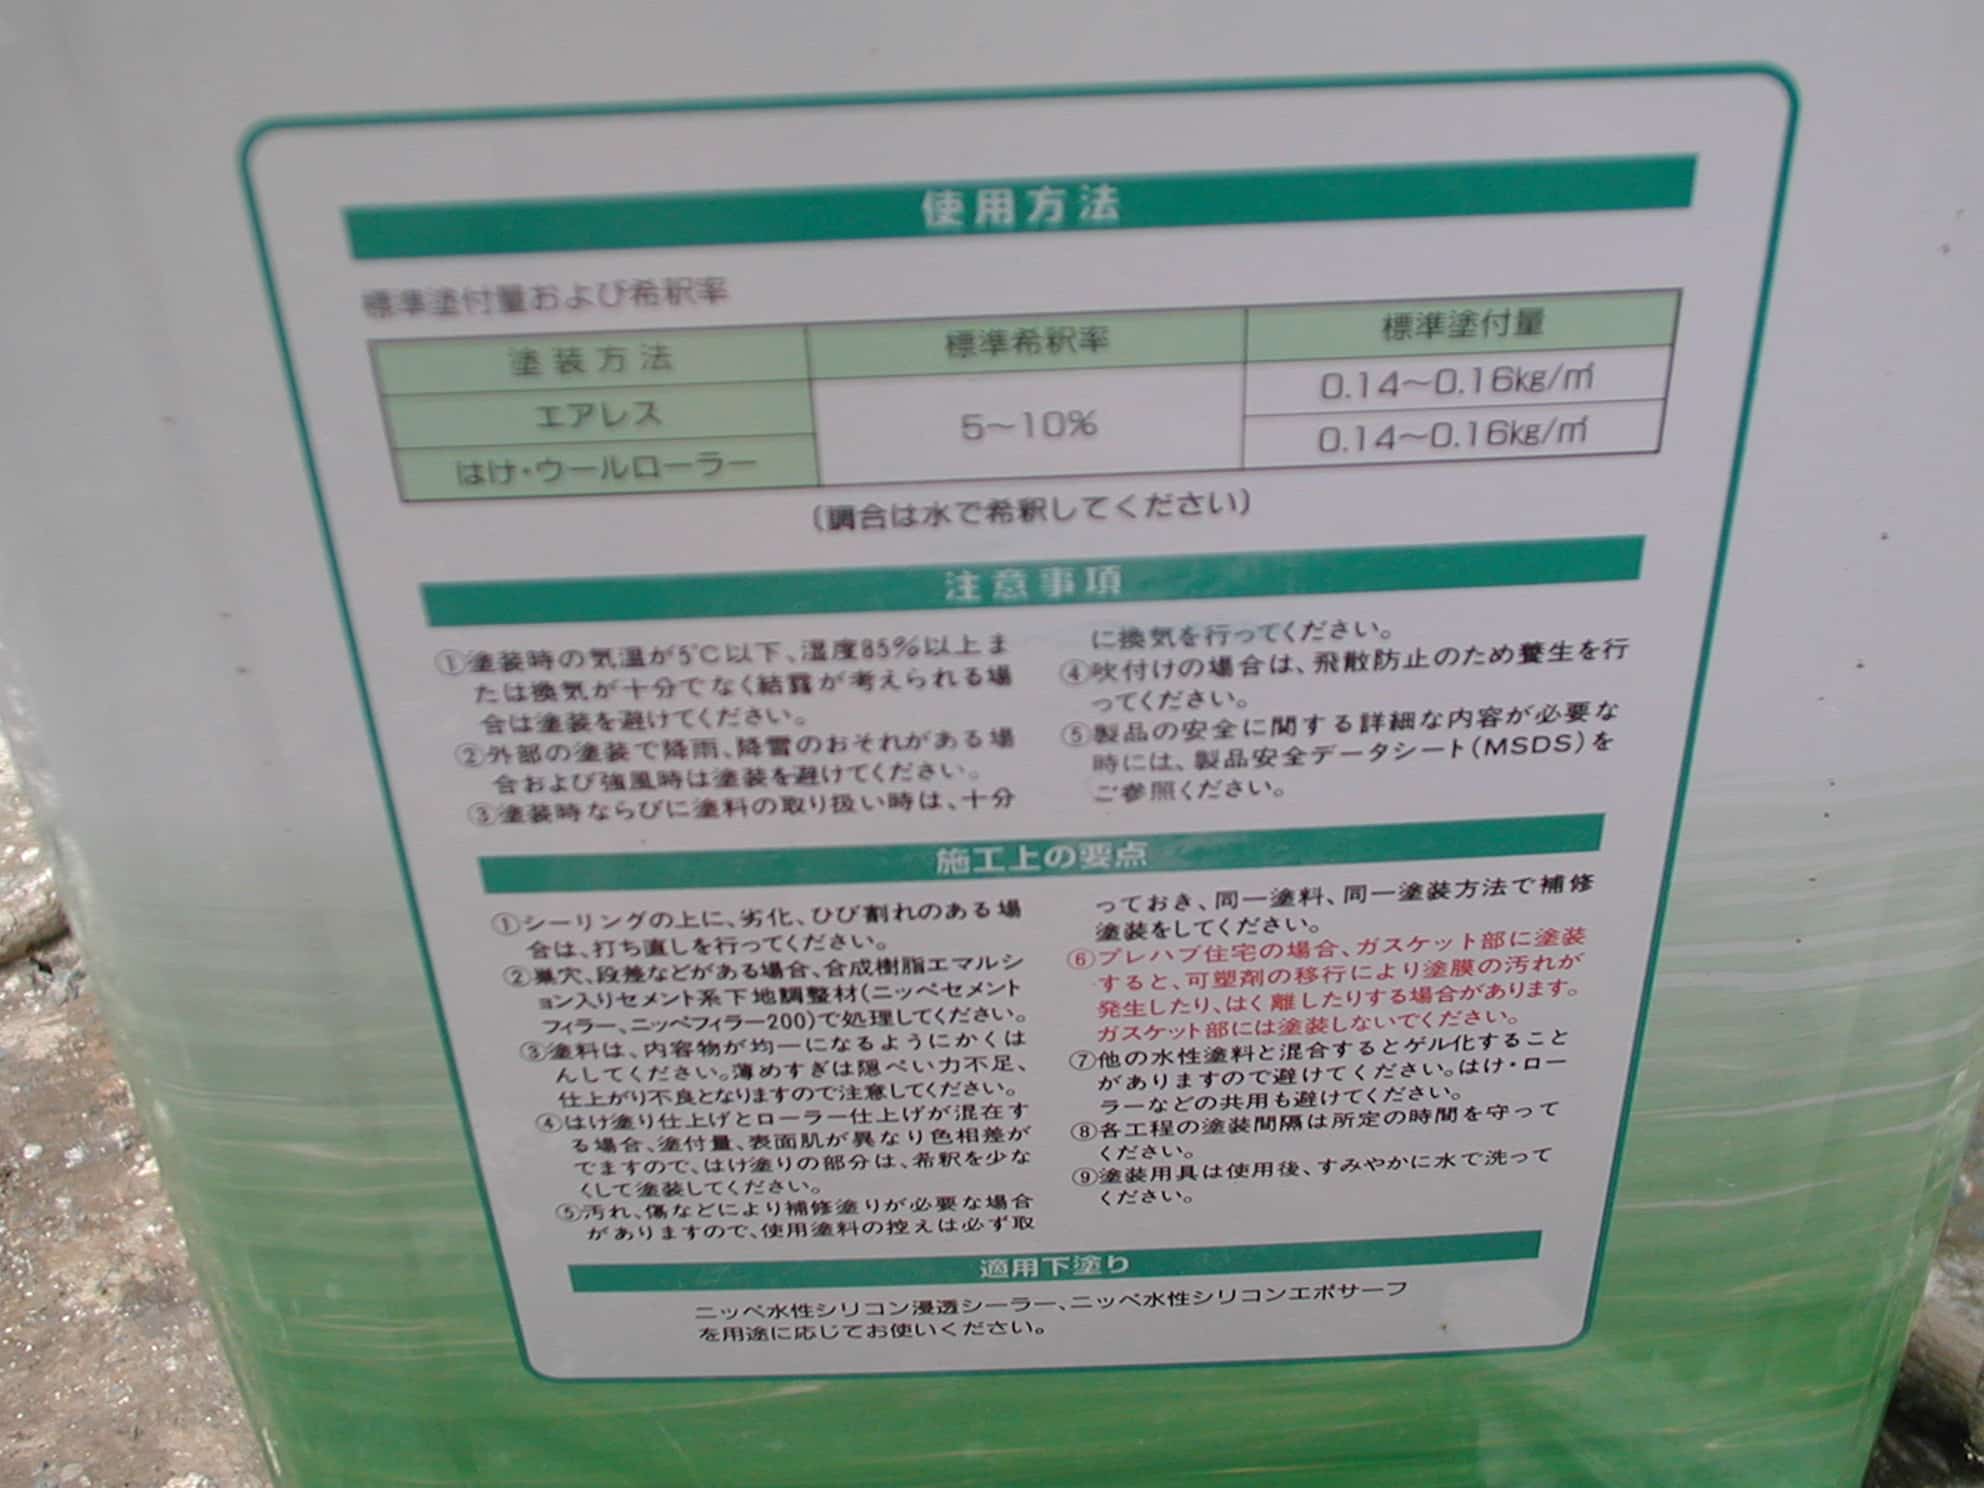 使用方法
標準塗付量および希釈率
塗装方法 標準希釈率 標準塗付量
エアレス 5～10% 0.14～0.16kg/㎡
はけ・ウールローラー 0.14～0.16kg/㎡
(調合は水で希釈してください)
注意事項
①塗装時の気温が5℃以下、湿度85%以上ま
たは換気が十分でなく結露が考えられる場
合は塗装を避けてください。
②外部の塗装で降雨、降雪のおそれがある場
合および強風時は塗装を避けてください。
③塗装時ならびに塗料の取り扱い時は、十分
に換気を行ってください。
④吹付けの場合は、飛散防止のため養生を行
ってください。
⑤製品の安全に関する詳細な内容が必要な
時には、製品安全データシート(MSDS)を
ご参照ください。
施工上の要点
①シーリングの上に、劣化、ひび割れのある場
合は、打ち直しを行ってください。
②巣穴、段差などがある場合、合成樹脂エマルシ
ョン入りセメント系下地調整材(ニッペセメント
フィラー、ニッペフィラー200)で処理してください。
③塗料は、内容物が均一になるようにかくは
んしてください。薄めすぎは隠ぺい力不足、
仕上がり不良となりますので注意してください。
④はけ塗り仕上げとローラー仕上げが混在す
る場合、塗付量、表面肌が異なり色相差が
でますので、はけ塗りの部分は、希釈を少な
くして塗装してください。
⑤汚れ、傷などにより補修塗りが必要な場合
がありますので、使用塗料の控えは必ず取
っておき、同一塗料、同一塗装方法で補修
塗装をしてください。
⑥プレハブ住宅の場合、ガスケット部に塗装
すると、可塑剤の移行により塗膜の汚れが
発生したり、はく離したりする場合があります。
ガスケット部には塗装しないでください。
⑦他の水性塗料と混合するとゲル化すること
がありますので避けてください。はけ・ロー
ラーなどの共用も避けてください。
⑧各工程の塗装間隔は所定の時間を守って
ください。
⑨塗装用具は使用後、すみやかに水で洗って
ください。
適用下塗り
ニッペ水性シリコン浸透シーラー、ニッペ水性シリコンエポサーフ
を用途に応じてお使いください。